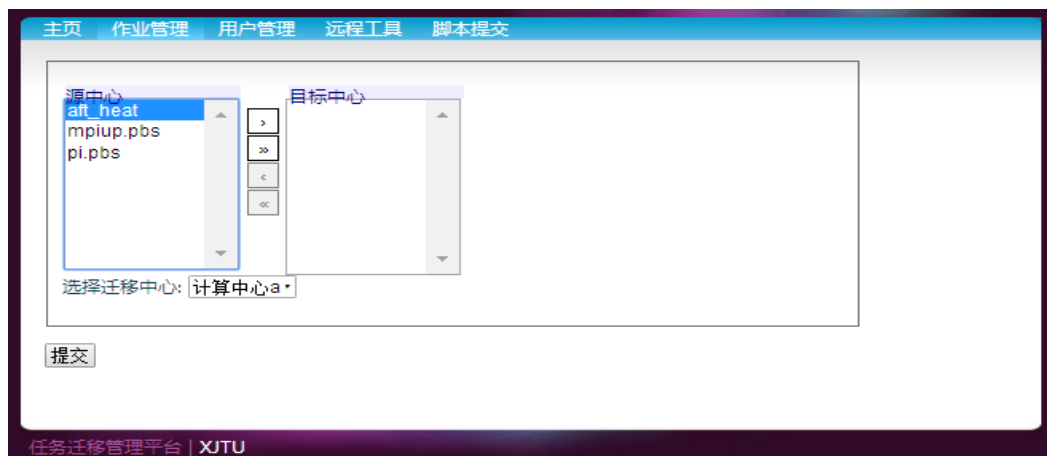 主页 作业管理 用户管理 远程工具 脚本提交
源中心 目标中心
aft_heat
mpiup.pbs
pi.pbs
›
»
‹
«
选择迁移中心: 计算中心a
提交
任务迁移管理平台 | XJTU